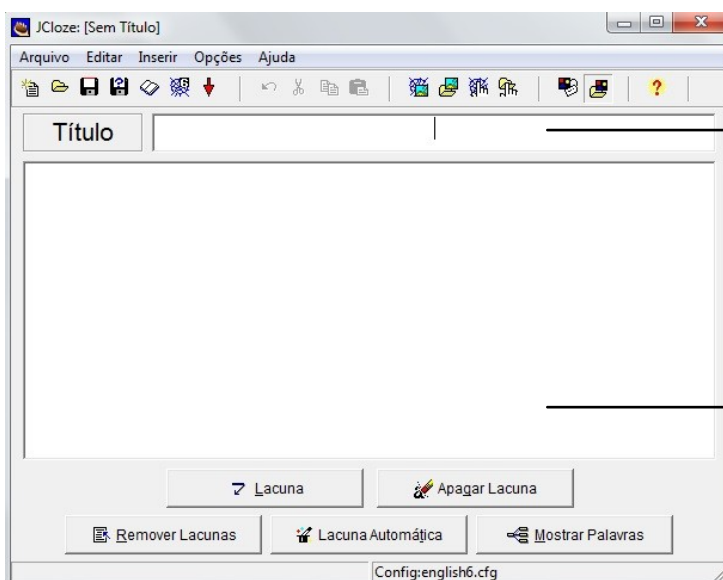 JCloze: [Sem Título]
Arquivo Editar Inserir Opções Ajuda
Título
Lacuna Apagar Lacuna
Remover Lacunas Lacuna Automática Mostrar Palavras
Config:english6.cfg